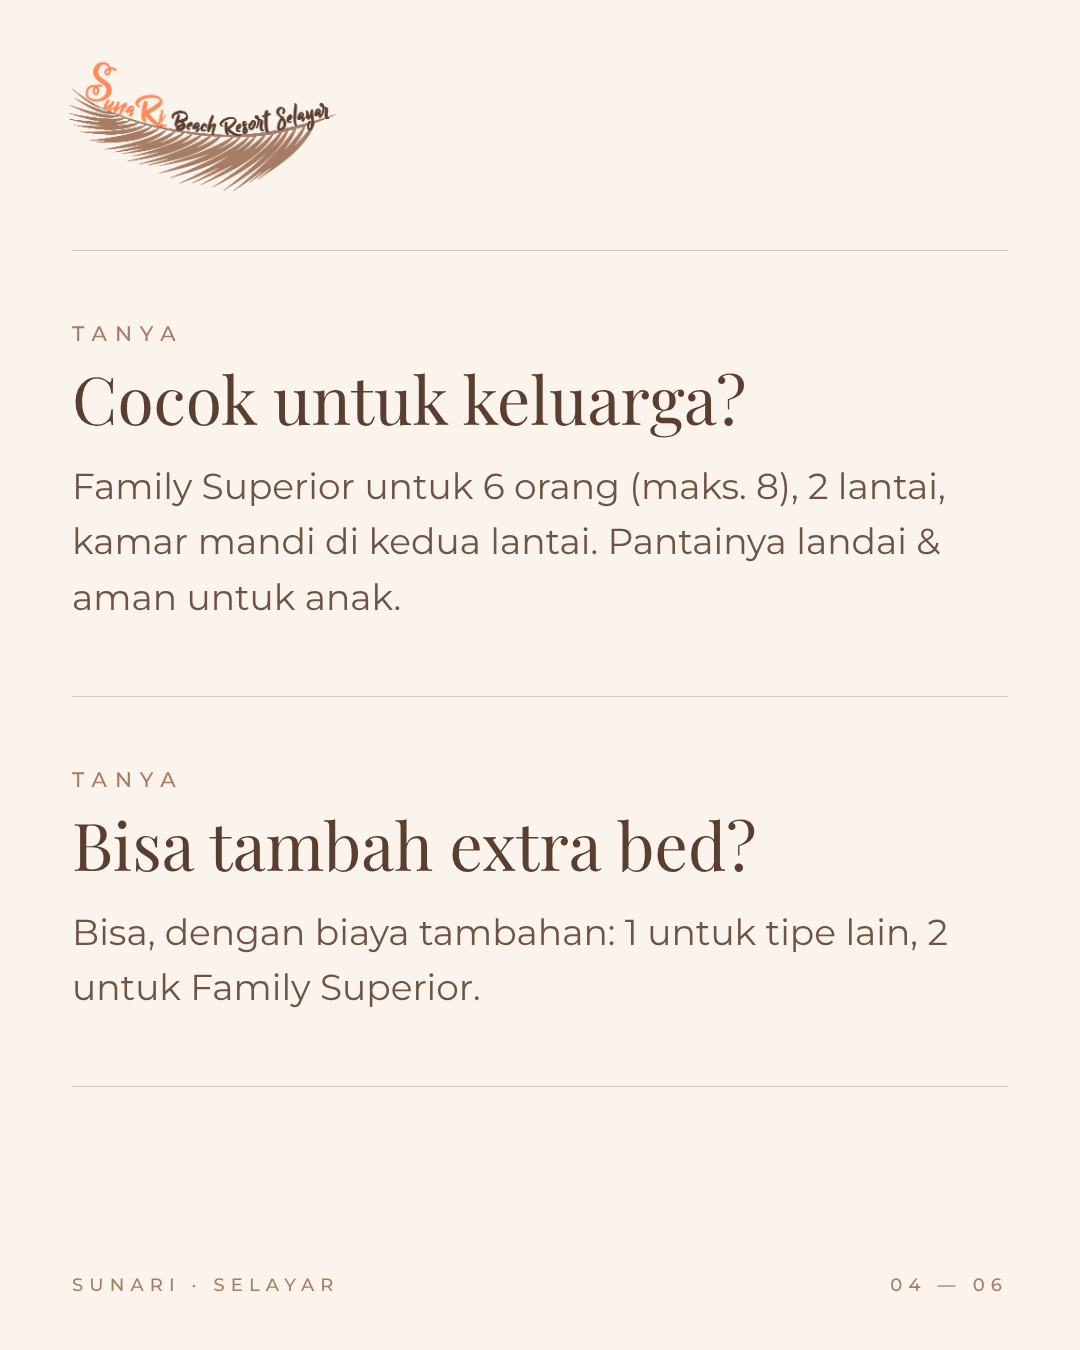 SunaRi Beach Resort Selayar
TANYA
Cocok untuk keluarga?
Family Superior untuk 6 orang (maks. 8), 2 lantai,
kamar mandi di kedua lantai. Pantainya landai &
aman untuk anak.
TANYA
Bisa tambah extra bed?
Bisa, dengan biaya tambahan: 1 untuk tipe lain, 2
untuk Family Superior.
SUNARI · SELAYAR
04 — 06